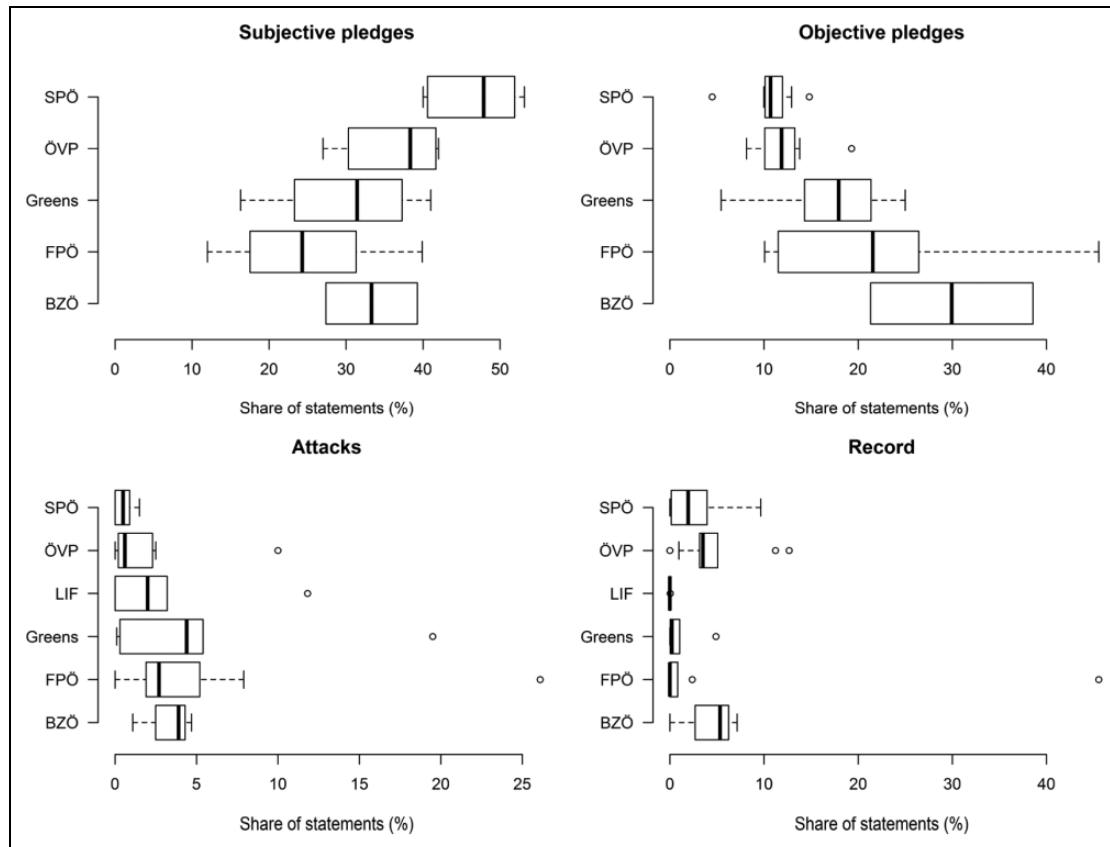 Subjective pledges
SPÖ
ÖVP
Greens
FPÖ
BZÖ
0 10 20 30 40 50
Share of statements (%)
Objective pledges
SPÖ
ÖVP
Greens
FPÖ
BZÖ
0 10 20 30 40
Share of statements (%)
Attacks
SPÖ
ÖVP
LIF
Greens
FPÖ
BZÖ
0 5 10 15 20 25
Share of statements (%)
Record
SPÖ
ÖVP
LIF
Greens
FPÖ
BZÖ
0 10 20 30 40
Share of statements (%)